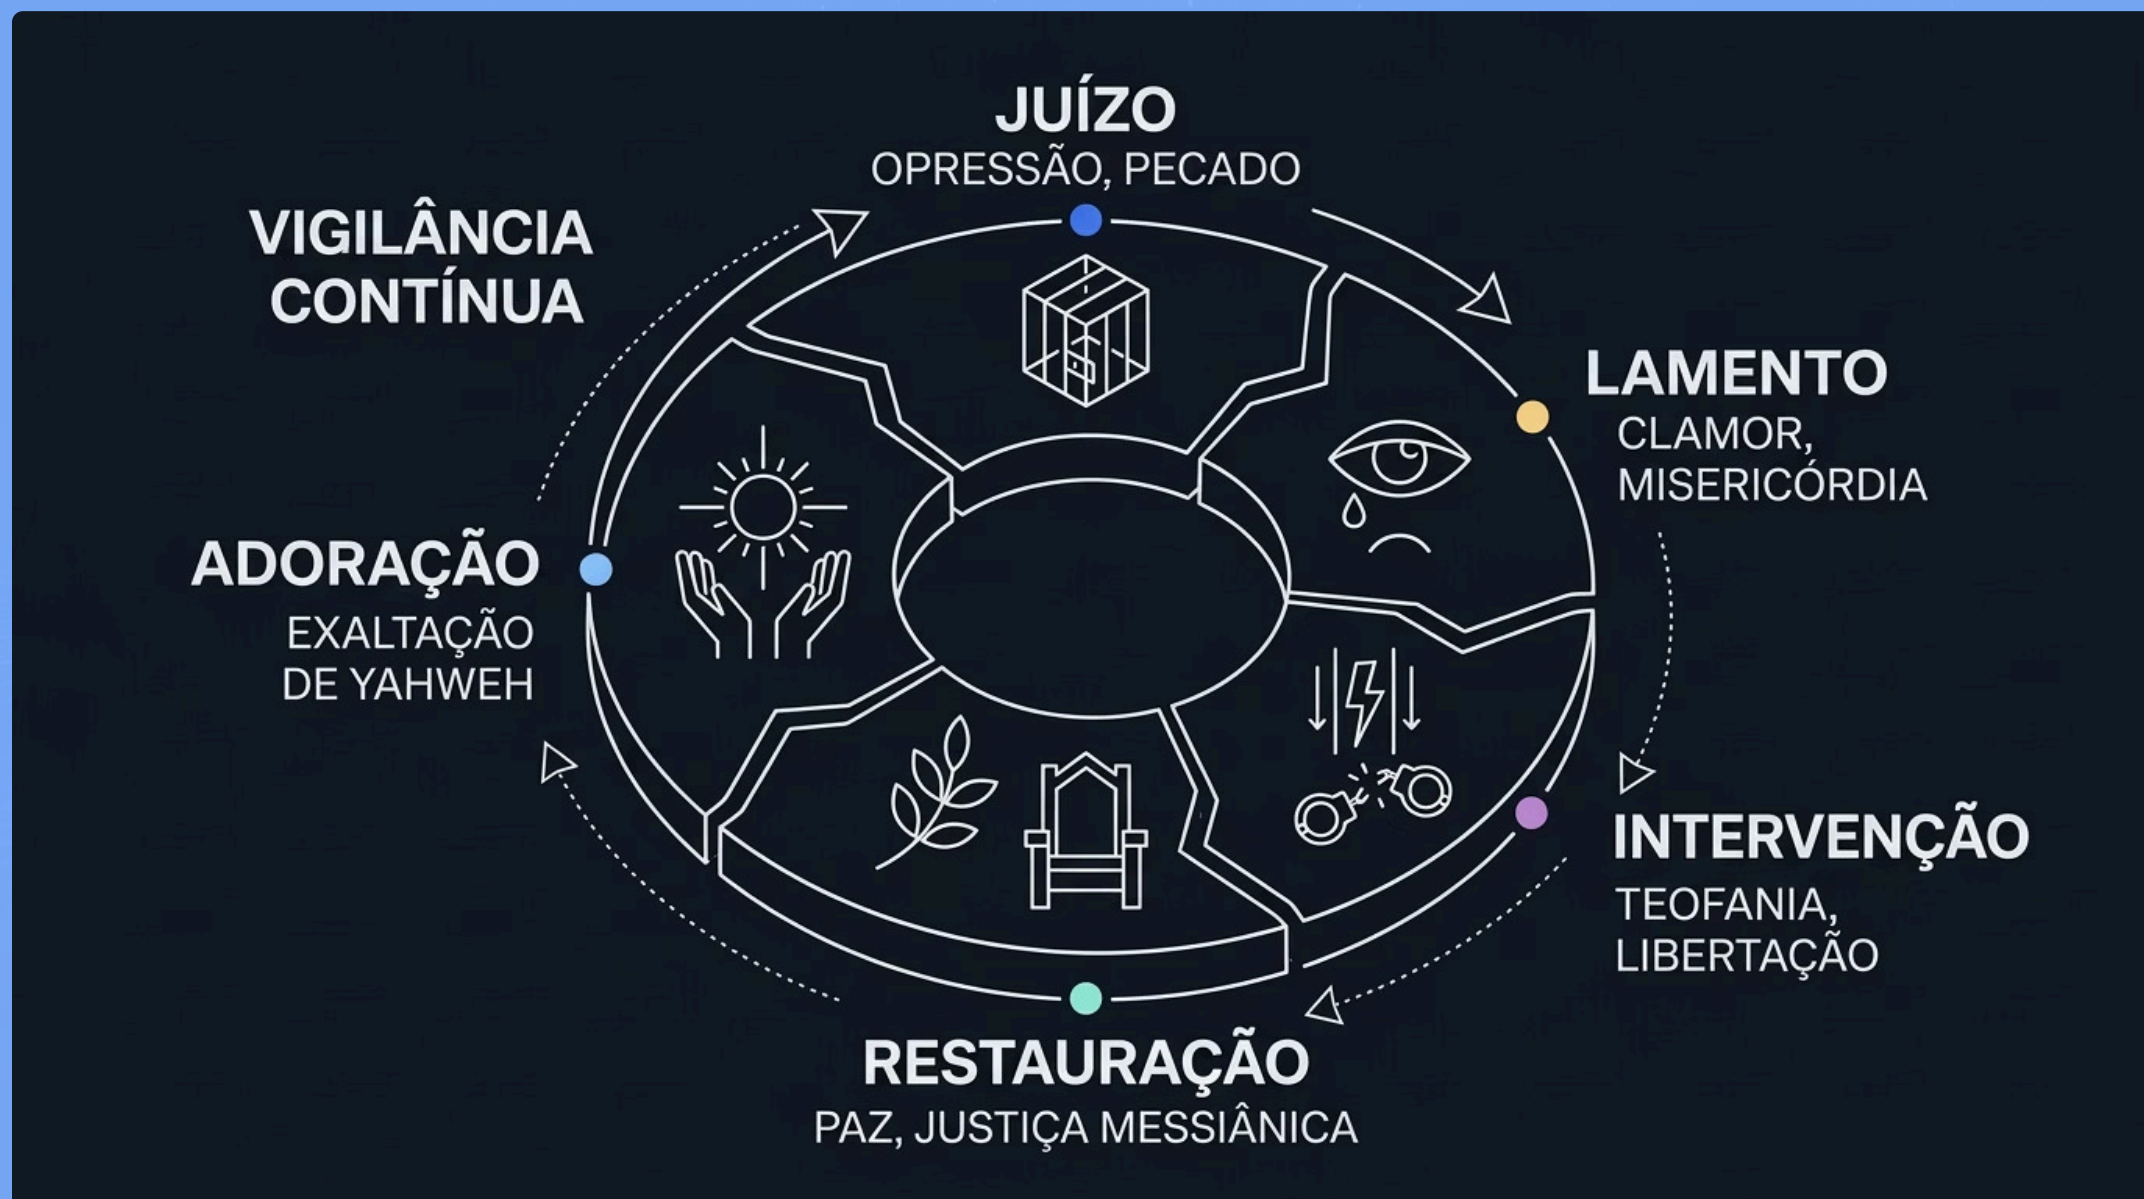 JUÍZO
OPRESSÃO, PECADO
VIGILÂNCIA
CONTÍNUA
LAMENTO
CLAMOR,
MISERICÓRDIA
ADORAÇÃO
EXALTAÇÃO
DE YAHWEH
INTERVENÇÃO
TEOFANIA,
LIBERTAÇÃO
RESTAURAÇÃO
PAZ, JUSTIÇA MESSIÂNICA